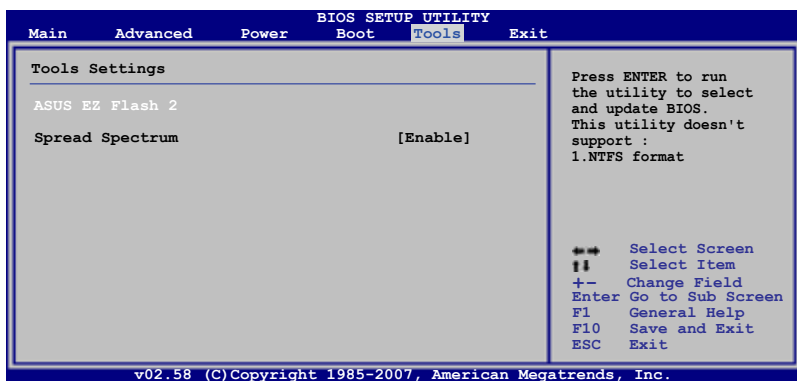 BIOS SETUP UTILITY
Main Advanced Power Boot Tools Exit
Tools Settings
ASUS EZ Flash 2
Spread Spectrum [Enable]
Press ENTER to run
the utility to select
and update BIOS.
This utility doesn't
support :
1.NTFS format
←→ Select Screen
↑↓ Select Item
+- Change Field
Enter Go to Sub Screen
F1 General Help
F10 Save and Exit
ESC Exit
v02.58 (C)Copyright 1985-2007, American Megatrends, Inc.